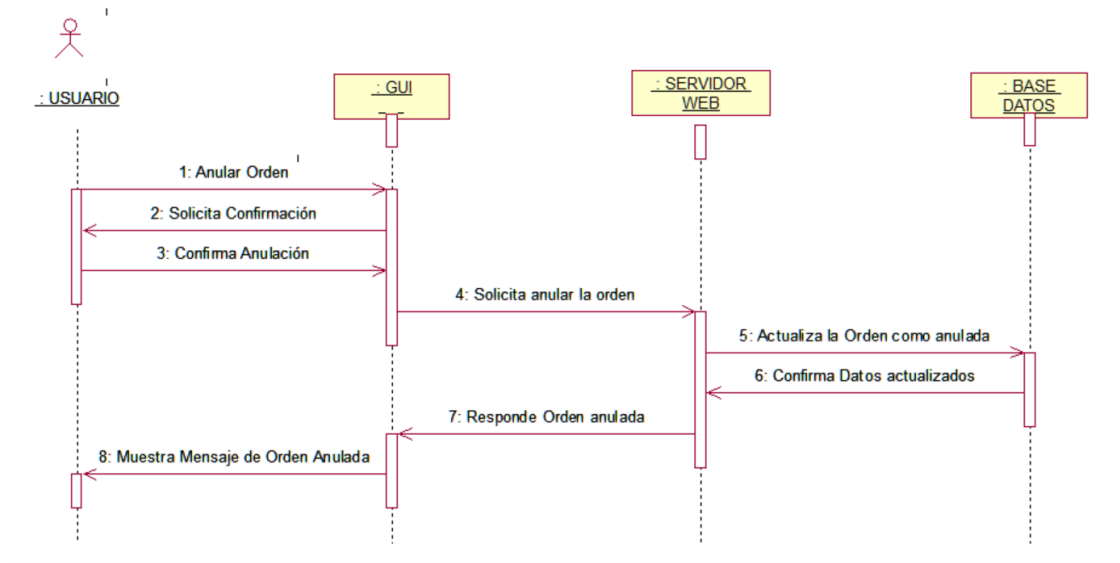 : USUARIO
: GUI
: SERVIDOR
WEB
: BASE
DATOS
1: Anular Orden
2: Solicita Confirmación
3: Confirma Anulación
4: Solicita anular la orden
5: Actualiza la Orden como anulada
6: Confirma Datos actualizados
7: Responde Orden anulada
8: Muestra Mensaje de Orden Anulada